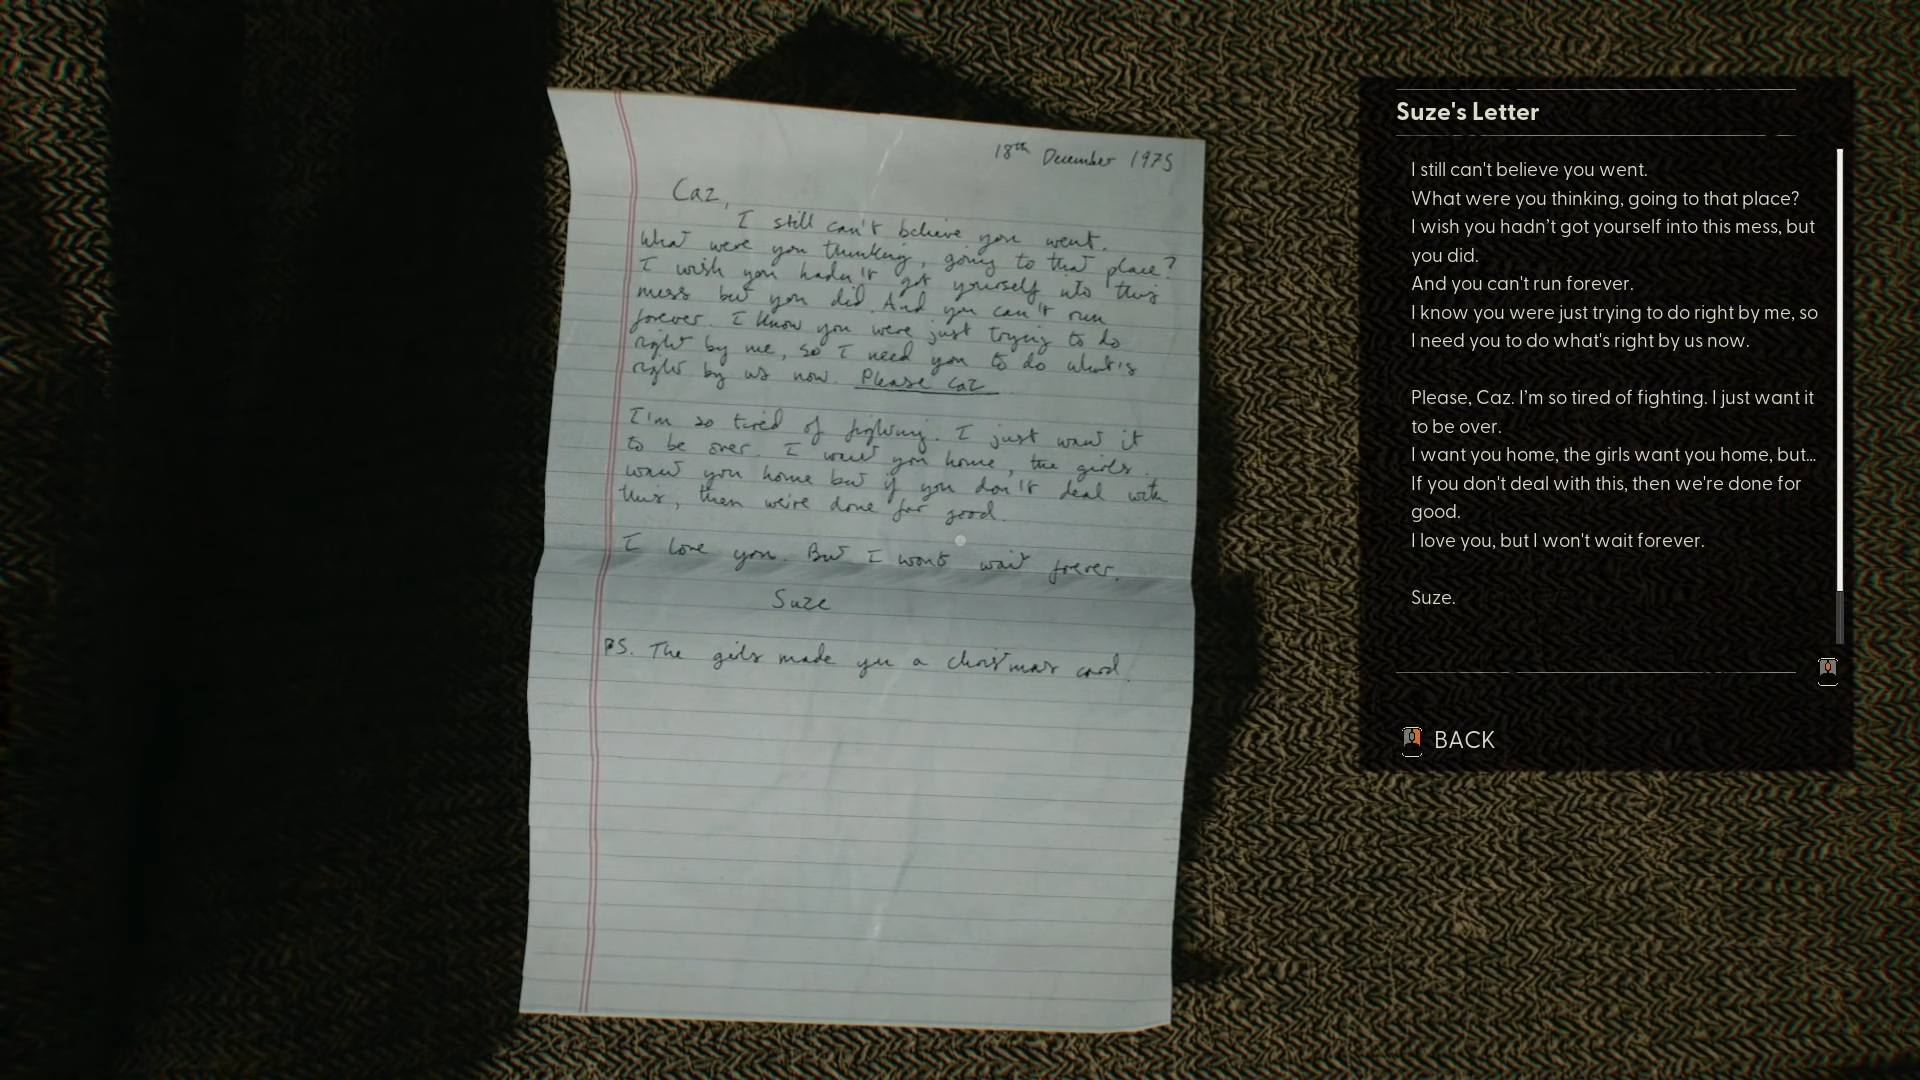 18th December 1975
Caz,
I still can't believe you went.
What were you thinking, going to that place?
I wish you hadn't got yourself into this
mess but you did. And you can't run
forever. I know you were just trying to do
right by me, so I need you to do what's
right by us now. Please Caz
I'm so tired of fighting. I just want it
to be over. I want you home, the girls
want you home but if you don't deal with
this, then we're done for good.
I love you. But I wont wait forever.
Suze
PS. The girls made you a christmas card.
Suze's Letter
I still can't believe you went.
What were you thinking, going to that place?
I wish you hadn’t got yourself into this mess, but
you did.
And you can't run forever.
I know you were just trying to do right by me, so
I need you to do what's right by us now.
Please, Caz. I’m so tired of fighting. I just want it
to be over.
I want you home, the girls want you home, but...
If you don't deal with this, then we're done for
good.
I love you, but I won't wait forever.
Suze.
BACK